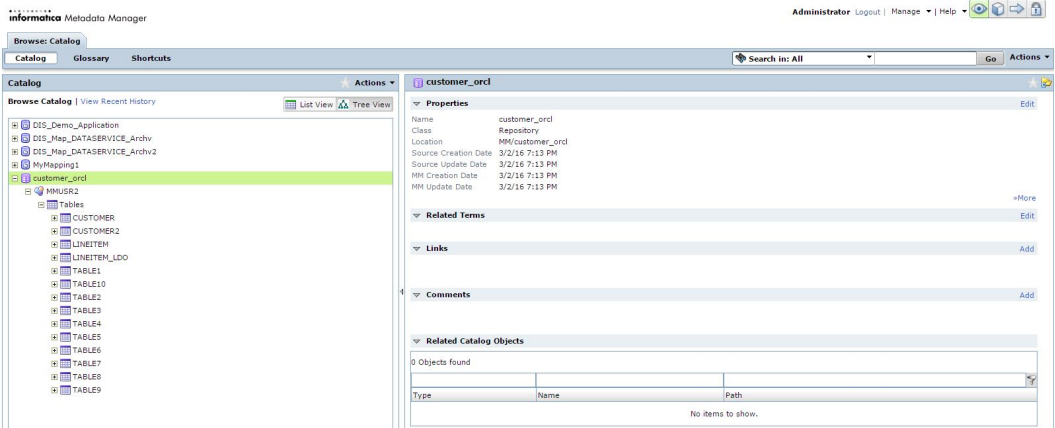 Administrator Logout | Manage ▼ | Help ▼
informatica Metadata Manager
Browse: Catalog
Catalog Glossary Shortcuts
Search in: All Go Actions
Catalog Actions
Browse Catalog | View Recent History
List View Tree View
DIS_Demo_Application
DIS_Map_DATASERVICE_Archv
DIS_Map_DATASERVICE_Archv2
MyMapping1
customer_orcl
MMUSR2
Tables
CUSTOMER
CUSTOMER2
LINEITEM
LINEITEM_LDO
TABLE1
TABLE10
TABLE2
TABLE3
TABLE4
TABLE5
TABLE6
TABLE7
TABLE8
TABLE9
customer_orcl
Properties Edit
Name customer_orcl
Class Repository
Location MM/customer_orcl
Source Creation Date 3/2/16 7:13 PM
Source Update Date 3/2/16 7:13 PM
MM Creation Date 3/2/16 7:13 PM
MM Update Date 3/2/16 7:13 PM
»More
Related Terms Edit
Links Add
Comments Add
Related Catalog Objects
0 Objects found
Type Name Path
No items to show.